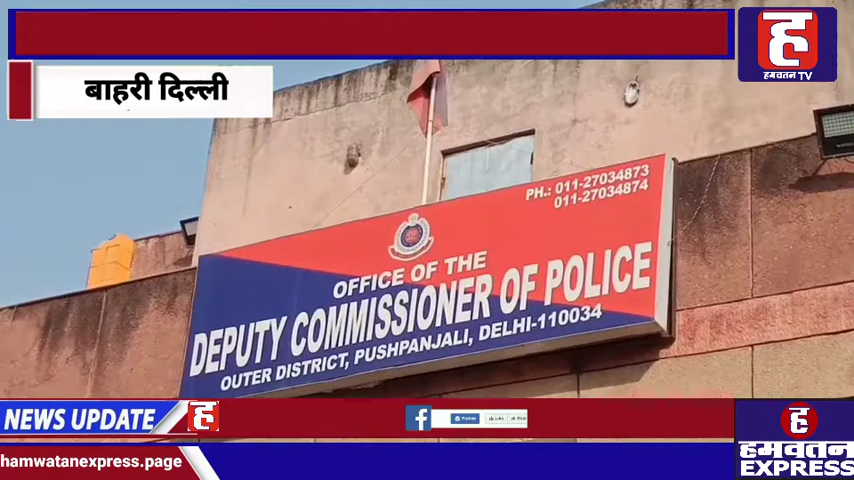 ह
हमवतन TV
बाहरी दिल्ली
PH.: 011-27034873
011-27034874
OFFICE OF THE
DEPUTY COMMISSIONER OF POLICE
OUTER DISTRICT, PUSHPANJALI, DELHI-110034
NEWS UPDATE
ह
f
hamwatanexpress.page
ह
हमवतन
EXPRESS